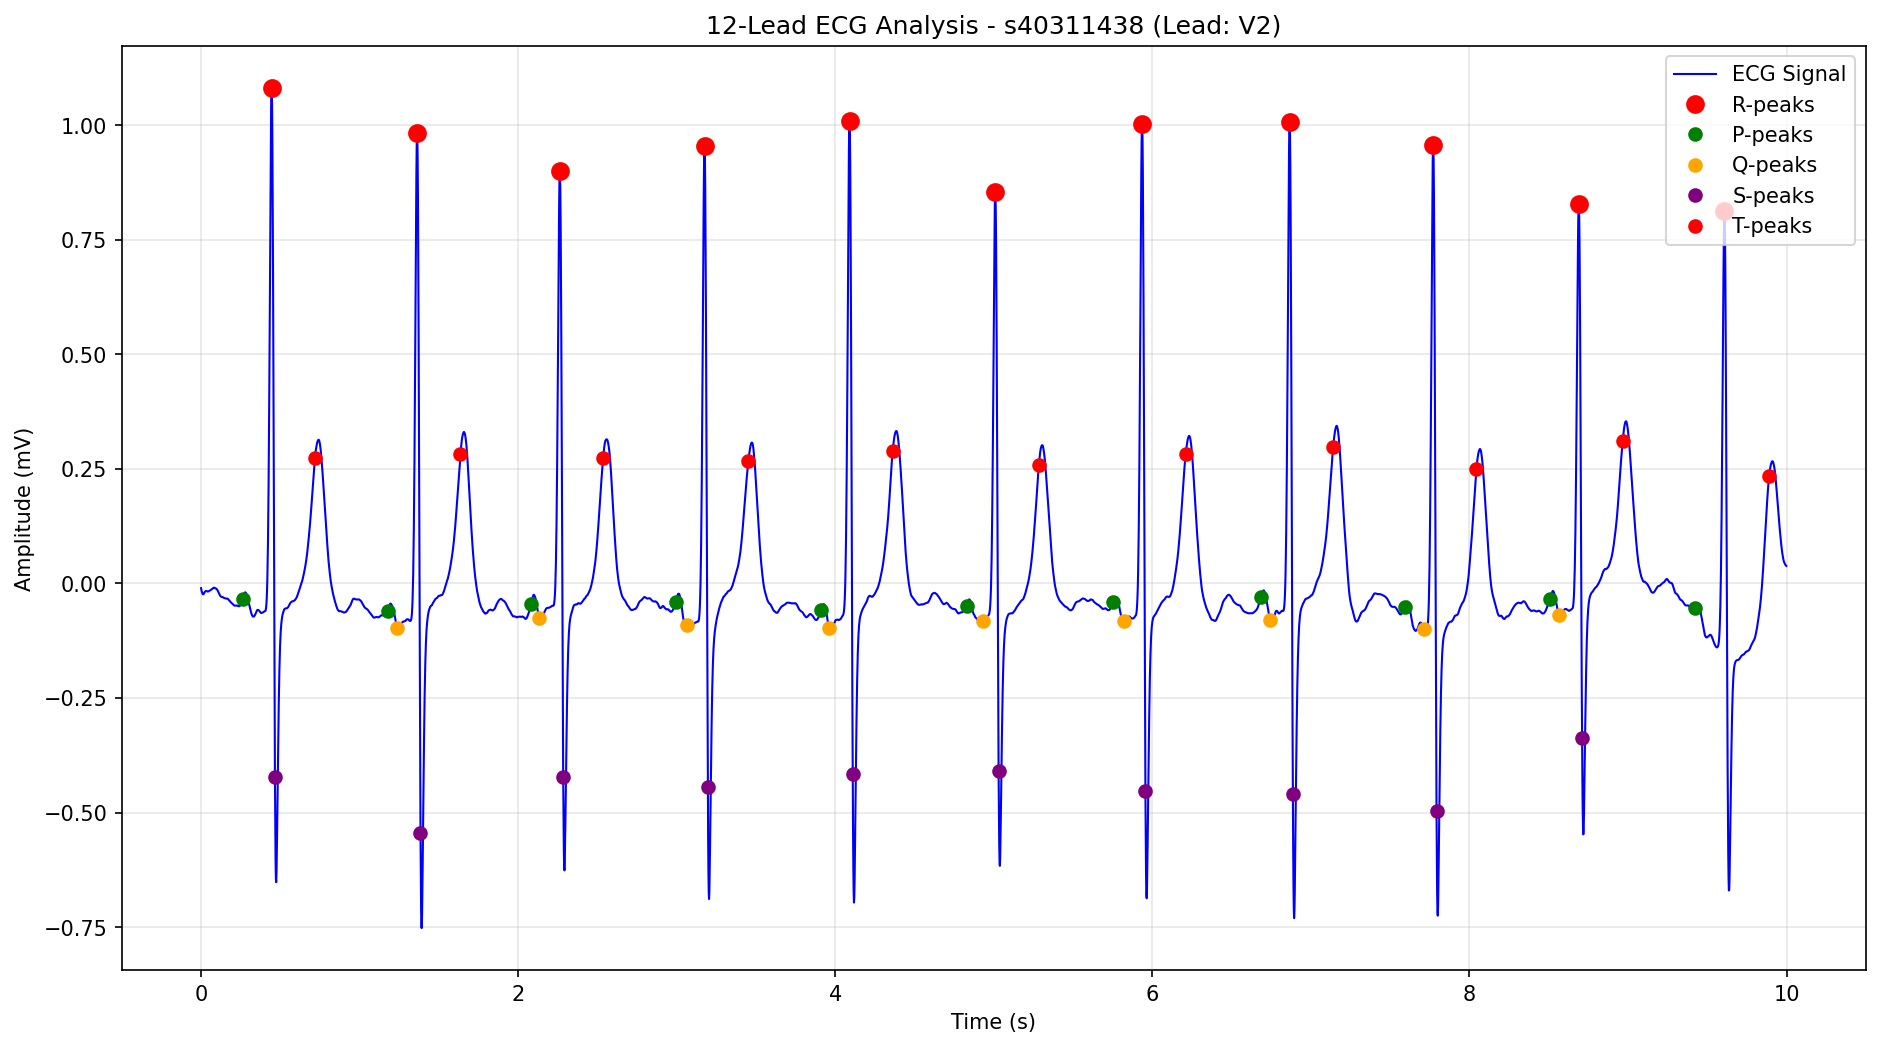 12-Lead ECG Analysis - s40311438 (Lead: V2)
ECG Signal
R-peaks
P-peaks
Q-peaks
S-peaks
T-peaks
1.00
0.75
0.50
0.25
0.00
−0.25
−0.50
−0.75
Amplitude (mV)
0 2 4 6 8 10
Time (s)